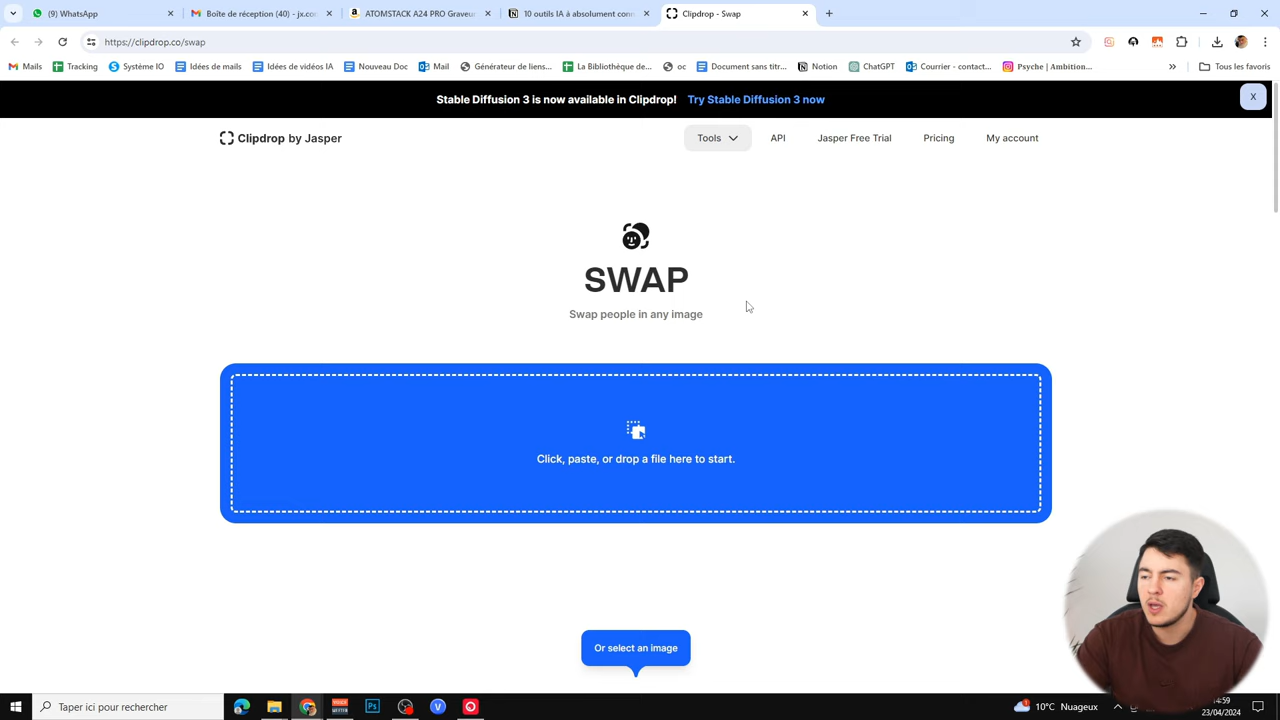 (9) WhatsApp
Boîte de réception (40) - jx.cor
ATOMSTACK A24 PRO Graveur
10 outils IA à absolument conn
Clipdrop - Swap
https://clipdrop.co/swap
Mails
Tracking
Système IO
Idées de mails
Idées de vidéos IA
Nouveau Doc
Mail
Générateur de liens...
La Bibliothèque de...
oc
Document sans titr...
Notion
ChatGPT
Courrier - contact...
Psyche | Ambition...
»
Tous les favoris
Stable Diffusion 3 is now available in Clipdrop! Try Stable Diffusion 3 now
X
Clipdrop by Jasper
Tools
API
Jasper Free Trial
Pricing
My account
SWAP
Swap people in any image
Click, paste, or drop a file here to start.
Or select an image
Taper ici pour rechercher
10°C Nuageux
14:59
23/04/2024